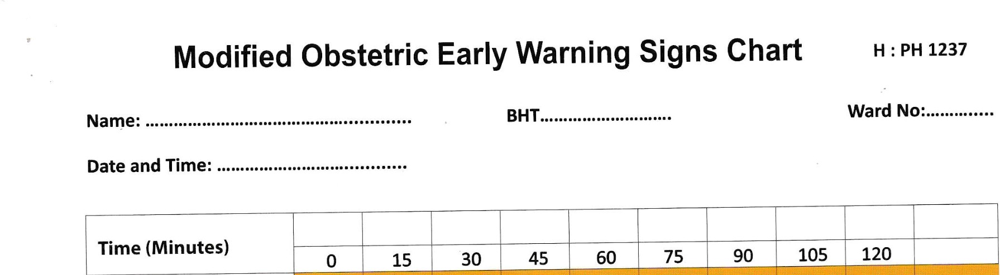 Modified Obstetric Early Warning Signs Chart H : PH 1237
Name: ........................................................ BHT............................ Ward No:..............
Date and Time: ........................................
Time (Minutes)
0 15 30 45 60 75 90 105 120